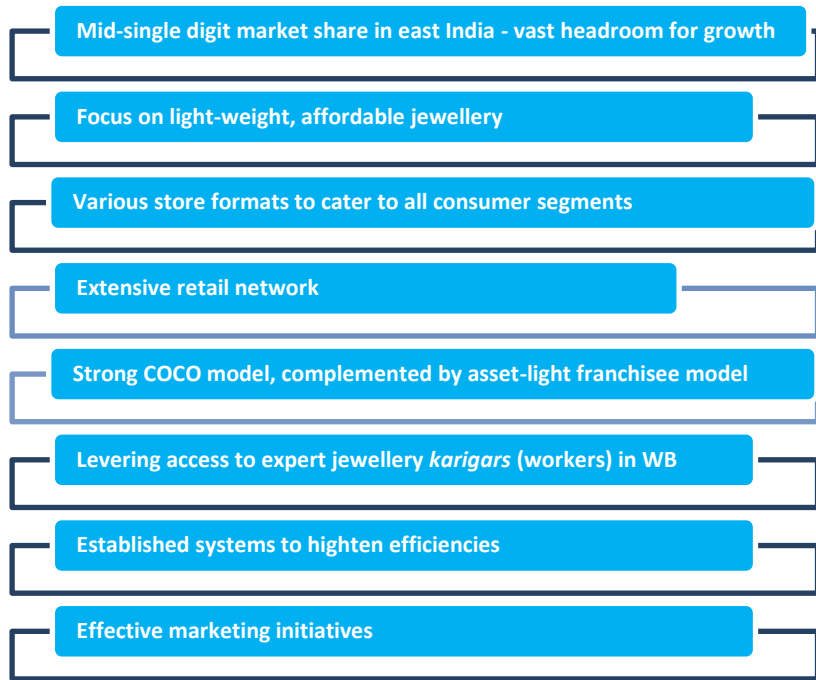 Mid-single digit market share in east India - vast headroom for growth
Focus on light-weight, affordable jewellery
Various store formats to cater to all consumer segments
Extensive retail network
Strong COCO model, complemented by asset-light franchisee model
Levering access to expert jewellery karigars (workers) in WB
Established systems to highten efficiencies
Effective marketing initiatives